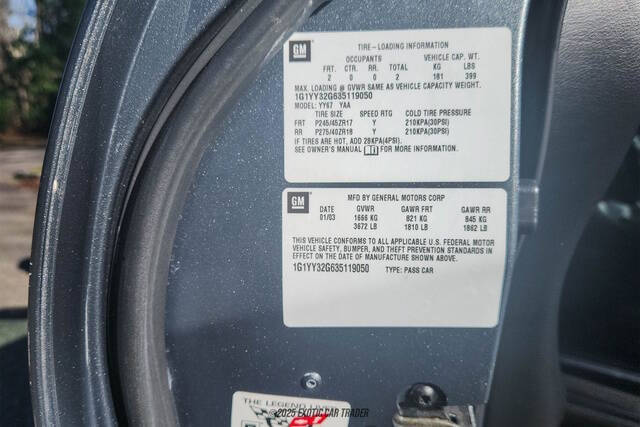 GM
TIRE-LOADING INFORMATION
OCCUPANTS VEHICLE CAP. WT.
FRT. CTR. RR. TOTAL KG LBS
2 0 0 2 181 399
MAX. LOADING @ GVWR SAME AS VEHICLE CAPACITY WEIGHT.
1G1YY32G635119050
MODEL: YY67 YAA
TIRE SIZE SPEED RTG COLD TIRE PRESSURE
FRT P245/45ZR17 Y 210KPA(30PSI)
RR P275/40ZR18 Y 210KPA(30PSI)
IF TIRES ARE HOT, ADD 28KPA(4PSI).
SEE OWNER'S MANUAL FOR MORE INFORMATION.
GM
MFD BY GENERAL MOTORS CORP
DATE GVWR GAWR FRT GAWR RR
01/03 1666 KG 821 KG 845 KG
3672 LB 1810 LB 1862 LB
THIS VEHICLE CONFORMS TO ALL APPLICABLE U.S. FEDERAL MOTOR
VEHICLE SAFETY, BUMPER, AND THEFT PREVENTION STANDARDS IN
EFFECT ON THE DATE OF MANUFACTURE SHOWN ABOVE.
1G1YY32G635119050 TYPE: PASS CAR
THE LEGEND
©2025 EXOTIC CAR TRADER